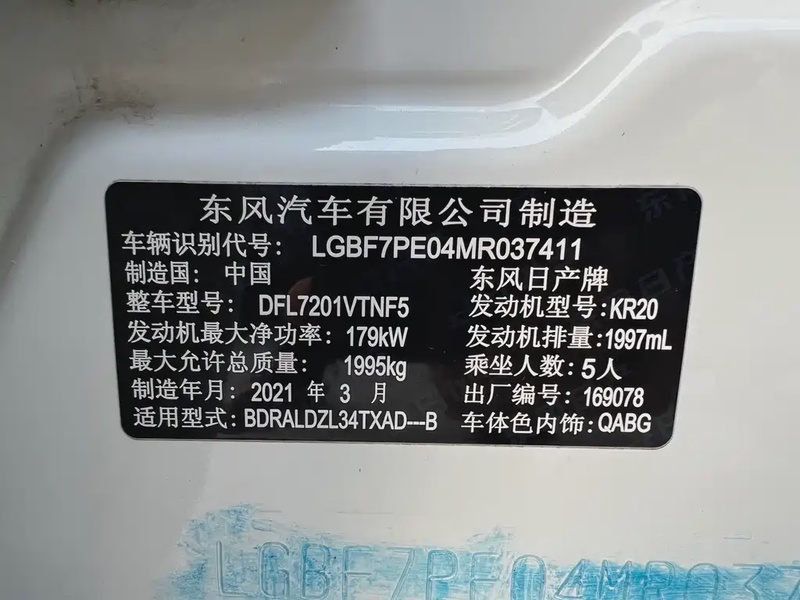 东风汽车有限公司制造
车辆识别代号: LGBF7PE04MR037411
制造国: 中国 东风日产牌
整车型号: DFL7201VTNF5 发动机型号: KR20
发动机最大净功率: 179kW 发动机排量: 1997mL
最大允许总质量: 1995kg 乘坐人数: 5人
制造年月: 2021 年 3 月 出厂编号: 169078
适用型式: BDRALDZL34TXAD---B 车体色内饰: QABG
LGBF7PE04MR037